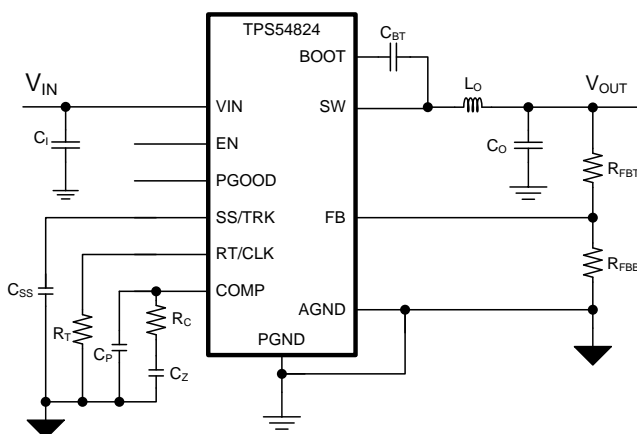 TPS54824
BOOT
C_BT
V_IN
VIN
SW
L_O
V_OUT
C_I
EN
C_O
R_FBT
PGOOD
SS/TRK
FB
RT/CLK
R_FBB
C_SS
COMP
R_T
R_C
AGND
C_P
PGND
C_Z